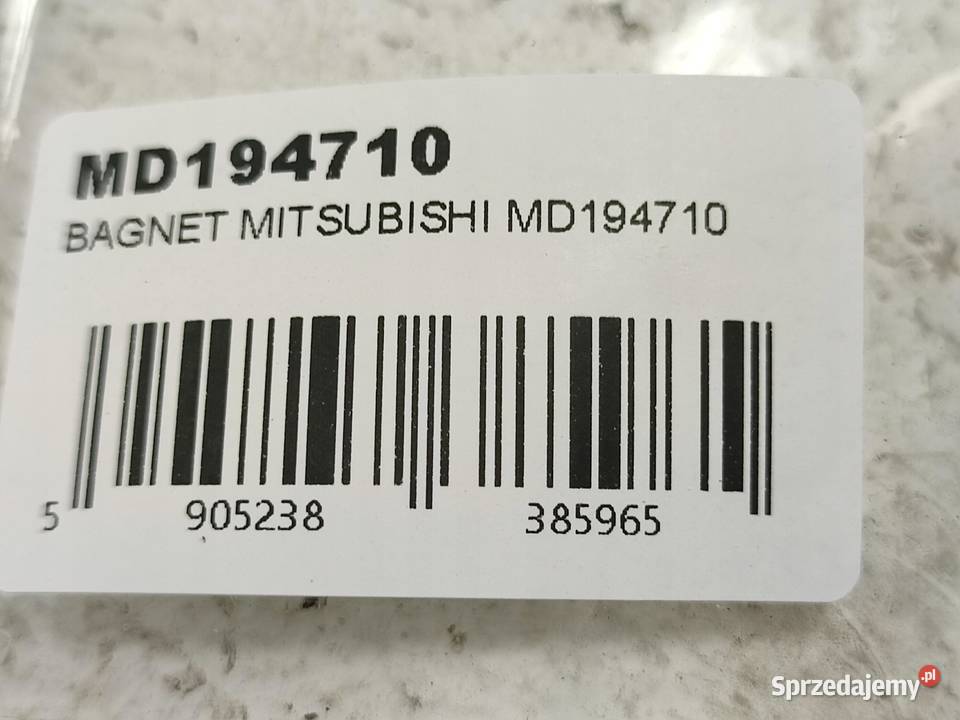 MD194710
BAGNET MITSUBISHI MD194710
5 905238 385965
Sprzedajemy.pl